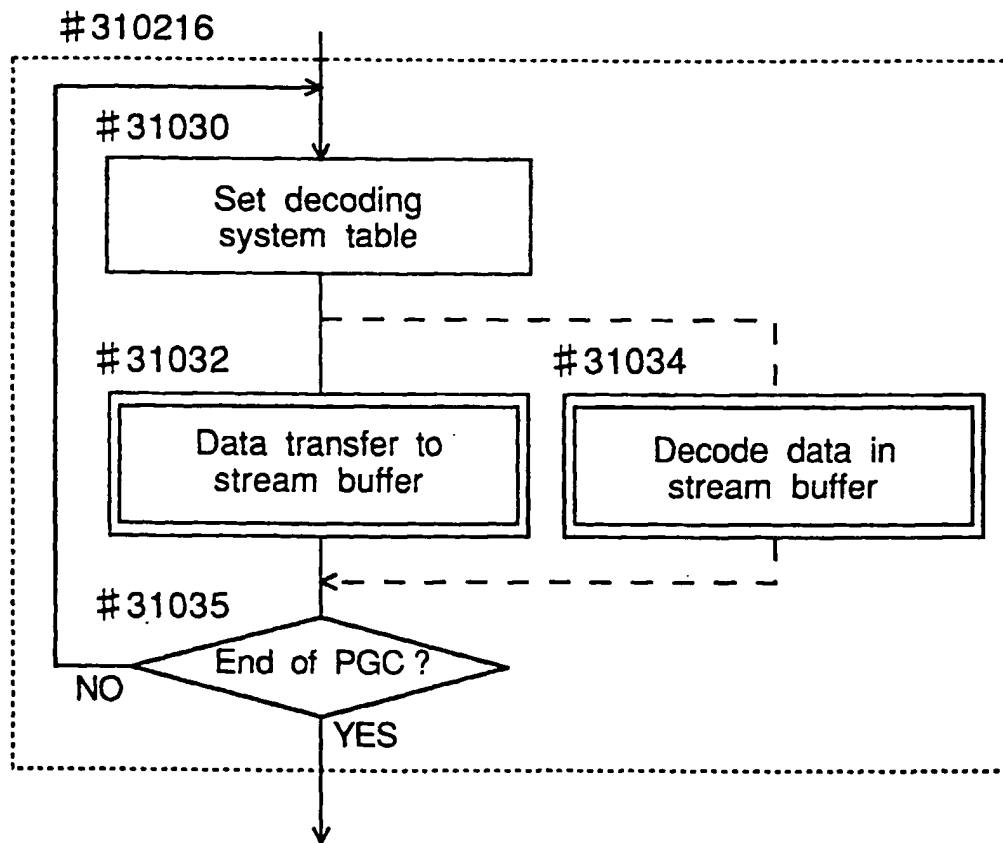 #310216
#31030
Set decoding
system table
#31032
#31034
Data transfer to
stream buffer
Decode data in
stream buffer
#31035
End of PGC ?
NO
YES